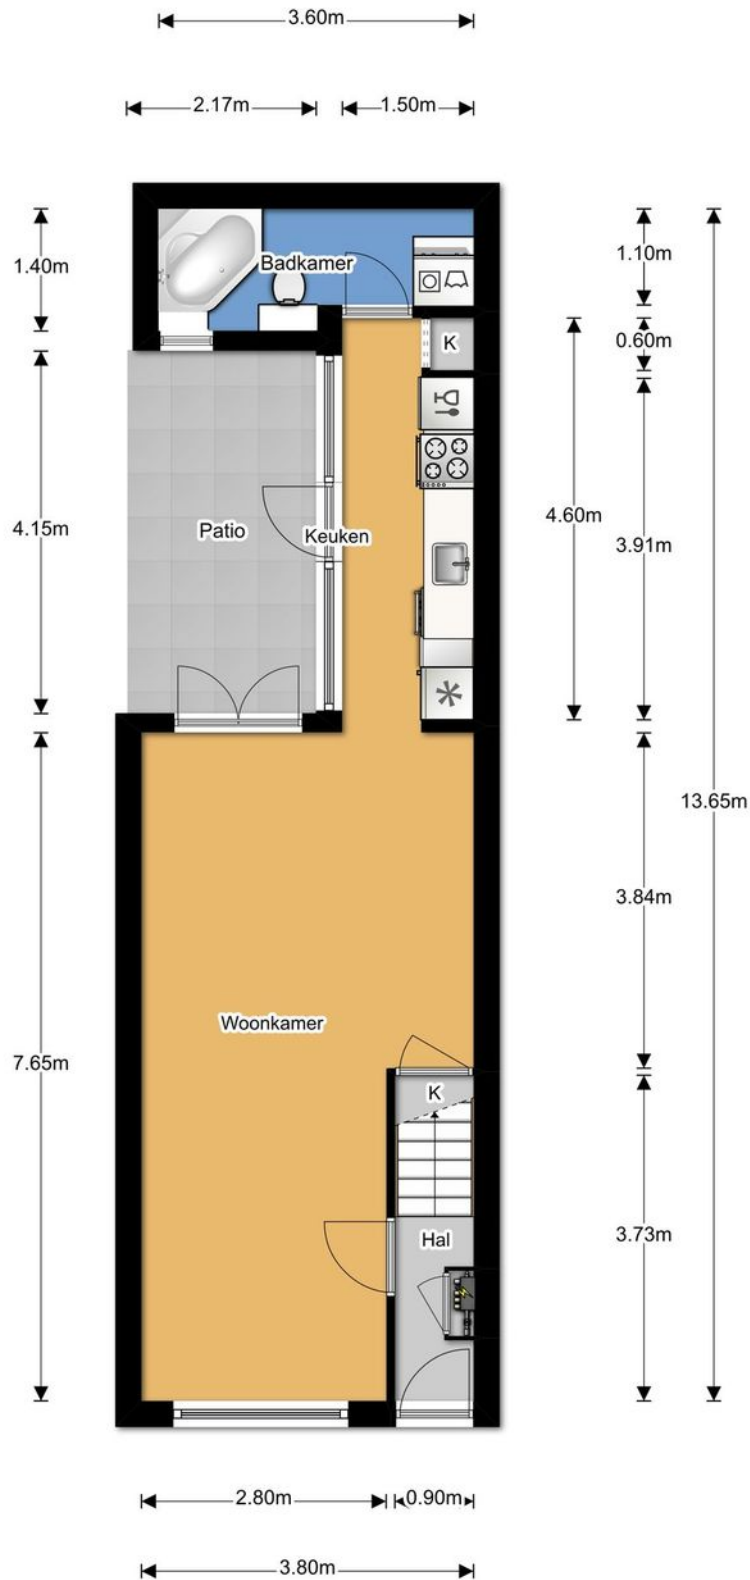 3.60m
2.17m
1.50m
1.40m
Badkamer
1.10m
K
0.60m
4.15m
Patio
Keuken
4.60m
3.91m
13.65m
3.84m
Woonkamer
7.65m
K
Hal
3.73m
2.80m
0.90m
3.80m